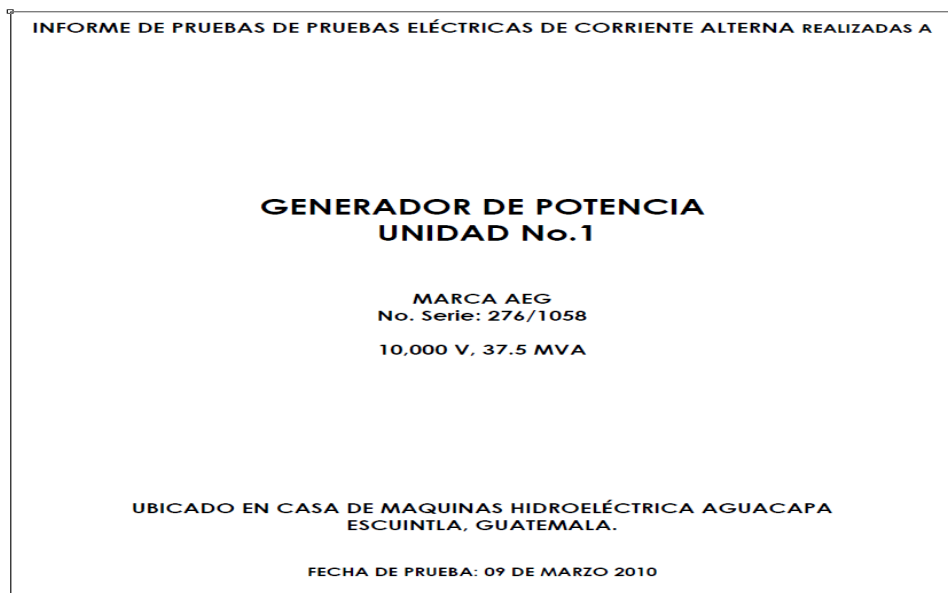 INFORME DE PRUEBAS DE PRUEBAS ELÉCTRICAS DE CORRIENTE ALTERNA REALIZADAS A
GENERADOR DE POTENCIA
UNIDAD No.1
MARCA AEG
No. Serie: 276/1058
10,000 V, 37.5 MVA
UBICADO EN CASA DE MAQUINAS HIDROELÉCTRICA AGUACAPA
ESCUINTLA, GUATEMALA.
FECHA DE PRUEBA: 09 DE MARZO 2010